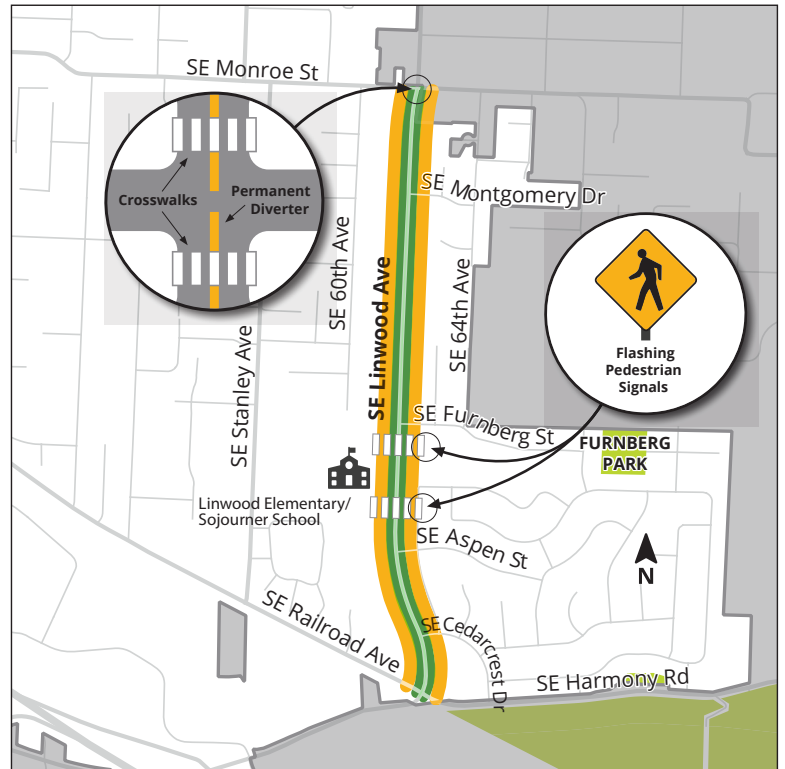 SE Monroe St
Crosswalks
Permanent
Diverter
SE Montgomery Dr
SE 60th Ave
SE Linwood Ave
SE 64th Ave
SE Stanley Ave
Flashing
Pedestrian
Signals
SE Furnberg St
FURNBERG
PARK
Linwood Elementary/
Sojourner School
SE Aspen St
N
SE Railroad Ave
SE Cedarcrest Dr
SE Harmony Rd